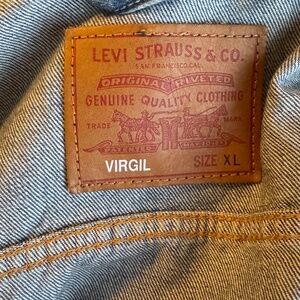 LEVI STRAUSS & CO.
SAN FRANCISCO, CAL.
ORIGINAL RIVETED
GENUINE QUALITY CLOTHING
TRADE MARK
VIRGIL SIZE XL